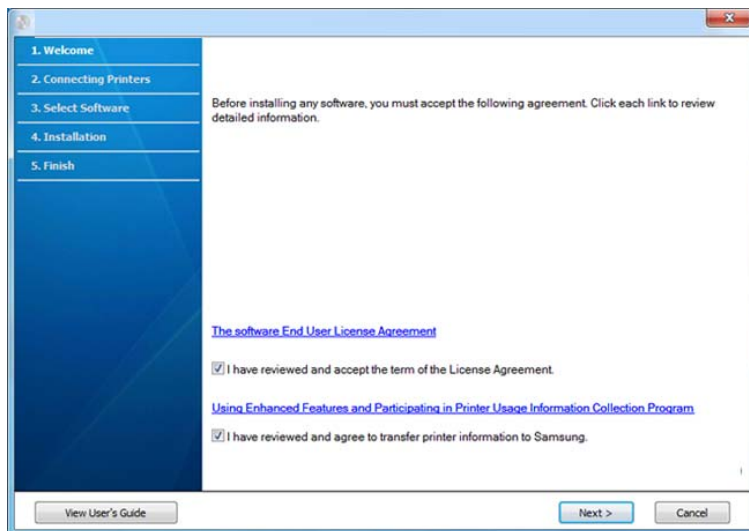 1. Welcome
2. Connecting Printers
3. Select Software
4. Installation
5. Finish
Before installing any software, you must accept the following agreement. Click each link to review
detailed information.
The software End User License Agreement
I have reviewed and accept the term of the License Agreement.
Using Enhanced Features and Participating in Printer Usage Information Collection Program
I have reviewed and agree to transfer printer information to Samsung.
View User's Guide
Next >
Cancel